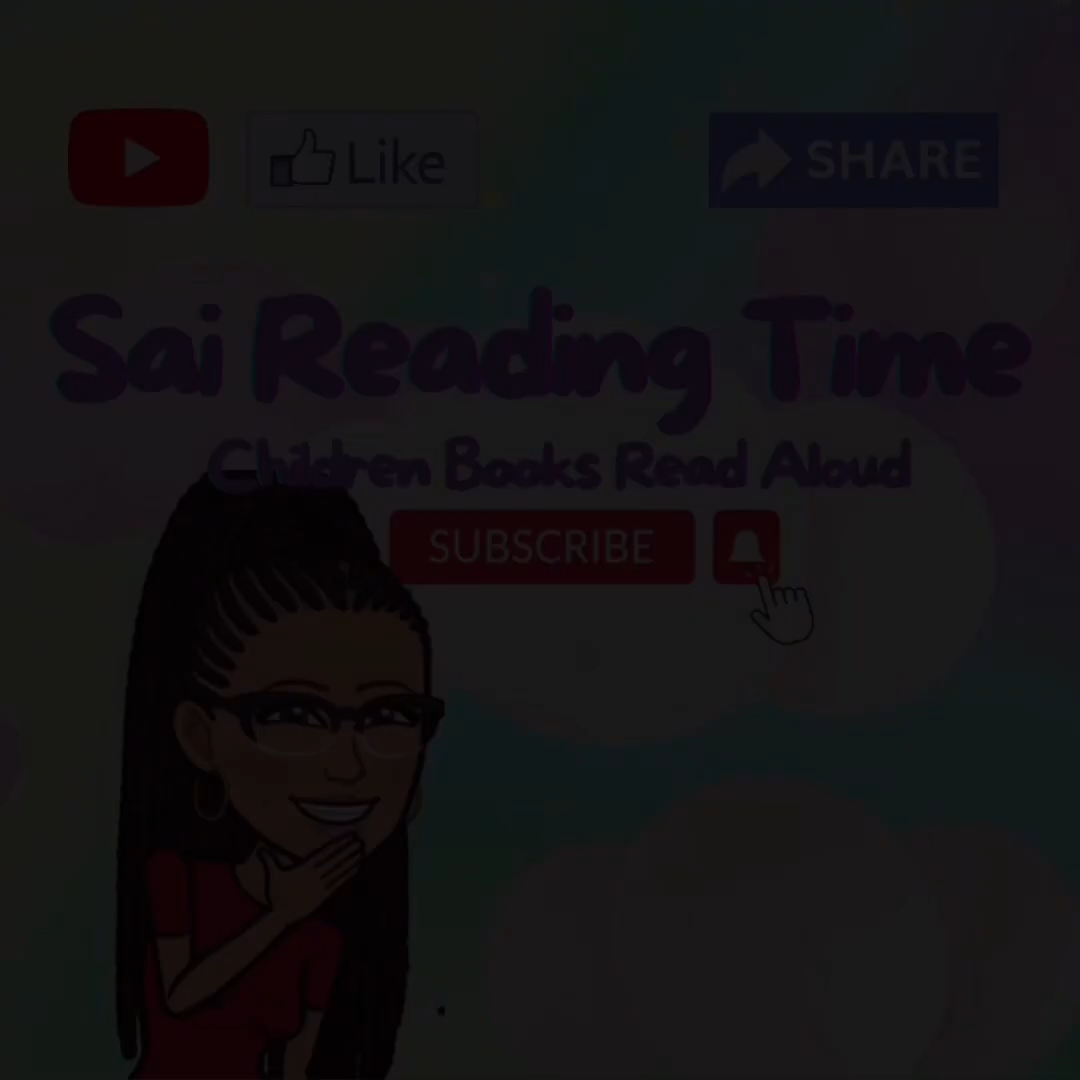 Like
SHARE
Sai Reading Time
Children Books Read Aloud
SUBSCRIBE